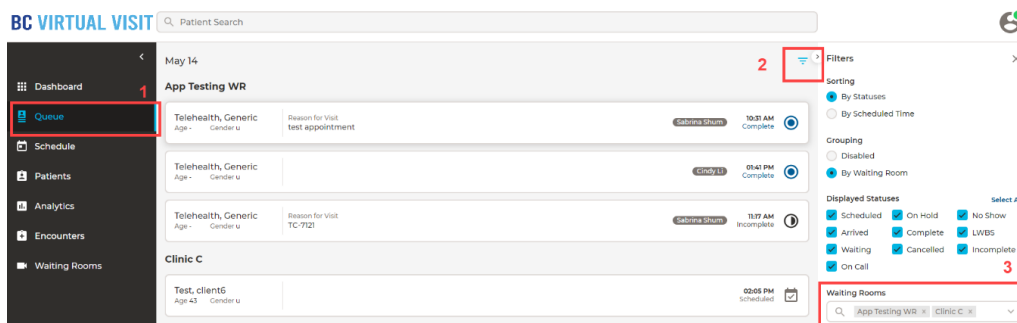 BC VIRTUAL VISIT
Patient Search
Dashboard
1
Queue
Schedule
Patients
Analytics
Encounters
Waiting Rooms
May 14
2
App Testing WR
Telehealth, Generic
Age - Gender u
Reason for Visit
test appointment
Sabrina Shum
10:31 AM
Complete
Telehealth, Generic
Age - Gender u
Cindy Li
01:41 PM
Complete
Telehealth, Generic
Age - Gender u
Reason for Visit
TC-7121
Sabrina Shum
11:17 AM
Incomplete
Clinic C
Test, client6
Age 43 Gender u
02:05 PM
Scheduled
Filters
Sorting
By Statuses
By Scheduled Time
Grouping
Disabled
By Waiting Room
Displayed Statuses Select A
Scheduled On Hold No Show
Arrived Complete LWBS
Waiting Cancelled Incomplete
On Call
3
Waiting Rooms
App Testing WR × Clinic C ×